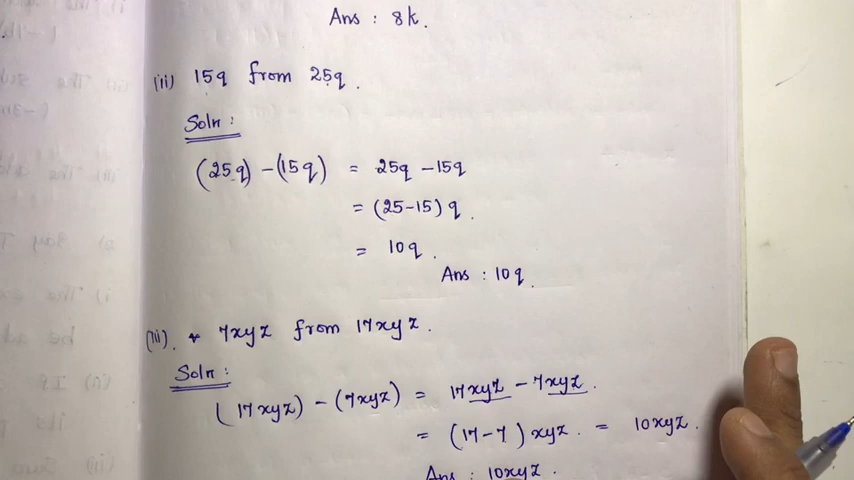 Ans : 8k.
(ii) 15q from 25q.
Soln :
(25q) - (15q) = 25q - 15q
= (25-15) q.
= 10q.
Ans : 10q.
(iii). 7xyz from 17xyz.
Soln :
(17xyz) - (7xyz) = 17xyz - 7xyz.
= (17-7) xyz. = 10xyz.
Ans : 10xyz.